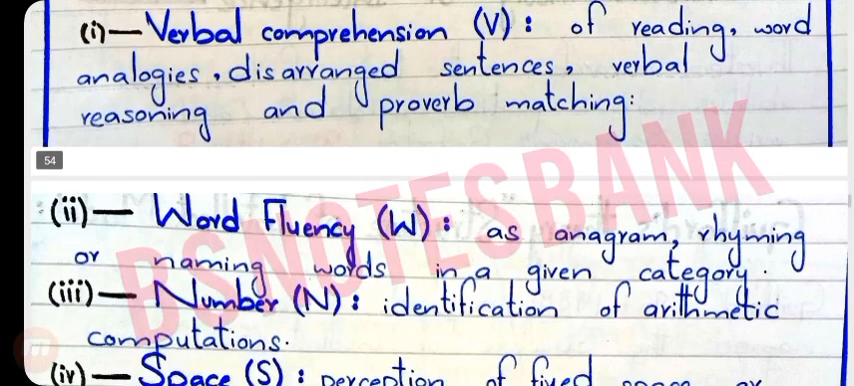 (i)— Verbal comprehension (V) : of reading, word
analogies, disarranged sentences, verbal
reasoning and proverb matching:
54
(ii)— Word Fluency (W) : as anagram, rhyming
or naming words in a given category.
(iii)— Number (N) : identification of arithmetic
computations.
(iv)— Space (S) : perception of fixed
BSNOTESBANK